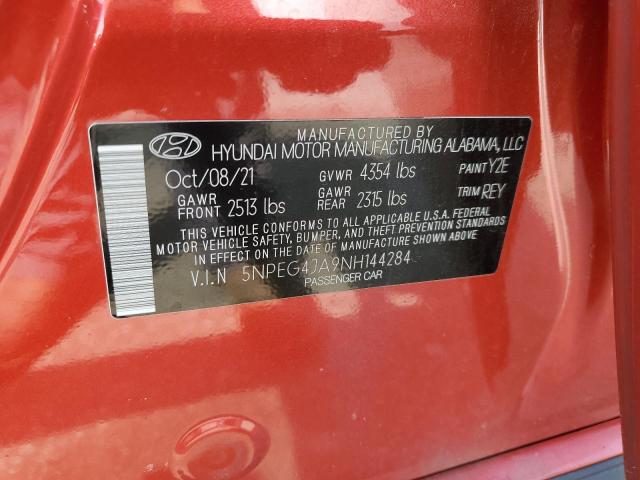 MANUFACTURED BY
HYUNDAI MOTOR MANUFACTURING ALABAMA, LLC
Oct/08/21 GVWR 4354 lbs PAINT Y2E
GAWR FRONT 2513 lbs GAWR REAR 2315 lbs TRIM REY
THIS VEHICLE CONFORMS TO ALL APPLICABLE U.S.A. FEDERAL
MOTOR VEHICLE SAFETY, BUMPER, AND THEFT PREVENTION STANDARDS
IN EFFECT ON THE DATE OF MANUFACTURE SHOWN ABOVE.
V.I.N 5NPEG4JA9NH144284
PASSENGER CAR